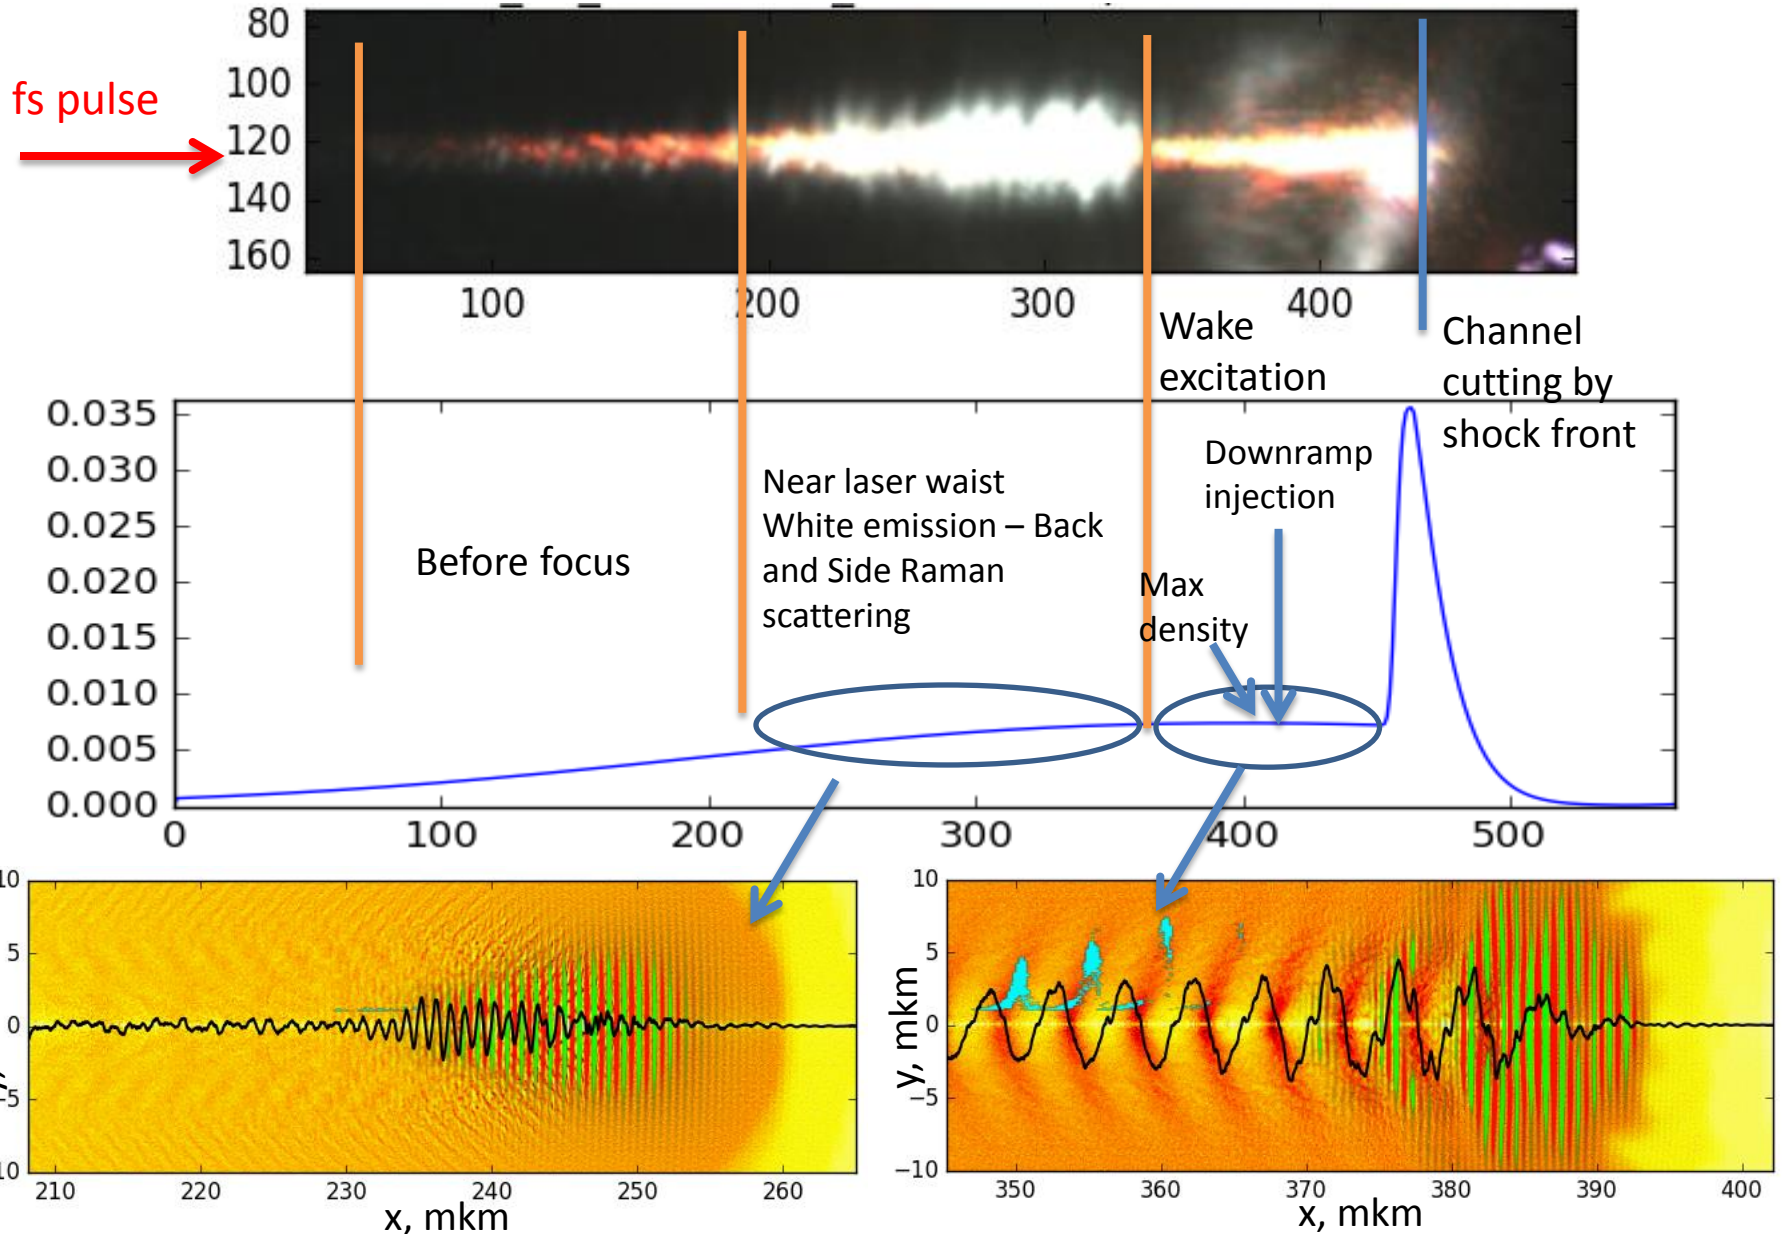 80
100
120
140
160
fs pulse
100
200
300
400
Wake
excitation
Channel
cutting by
shock front
0.035
0.030
0.025
0.020
0.015
0.010
0.005
0.000
Before focus
Near laser waist
White emission – Back
and Side Raman
scattering
Downramp
injection
Max
density
0
100
200
300
400
500
10
5
0
−5
10
210
220
230
240
250
260
x, mkm
10
5
0
−5
−10
y, mkm
350
360
370
380
390
400
x, mkm